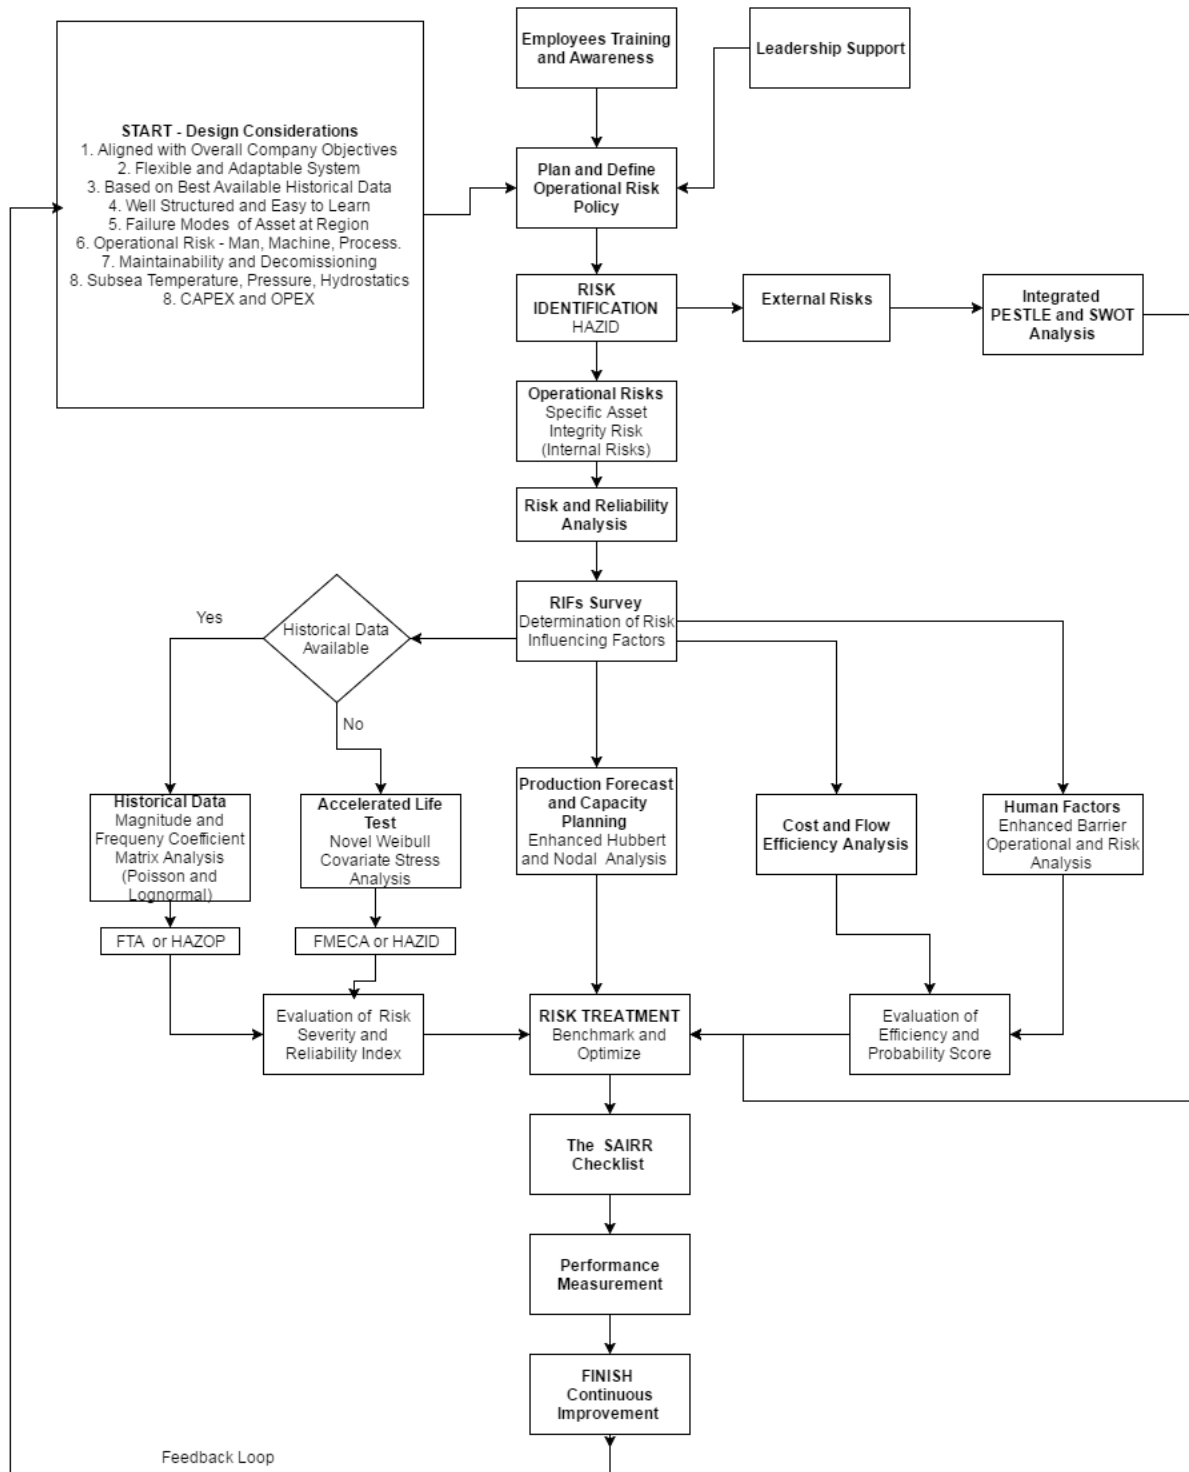 Employees Training
and Awareness
Leadership Support
START - Design Considerations
1. Aligned with Overall Company Objectives
2. Flexible and Adaptable System
3. Based on Best Available Historical Data
4. Well Structured and Easy to Learn
5. Failure Modes of Asset at Region
6. Operational Risk - Man, Machine, Process.
7. Maintainability and Decomissioning
8. Subsea Temperature, Pressure, Hydrostatics
8. CAPEX and OPEX
Plan and Define
Operational Risk
Policy
RISK
IDENTIFICATION
HAZID
External Risks
Integrated
PESTLE and SWOT
Analysis
Operational Risks
Specific Asset
Integrity Risk
(Internal Risks)
Risk and Reliability
Analysis
RIFs Survey
Determination of Risk
Influencing Factors
Yes
Historical Data
Available
No
Historical Data
Magnitude and
Frequeny Coefficient
Matrix Analysis
(Poisson and
Lognormal)
Accelerated Life
Test
Novel Weibull
Covariate Stress
Analysis
Production Forecast
and Capacity
Planning
Enhanced Hubbert
and Nodal Analysis
Cost and Flow
Efficiency Analysis
Human Factors
Enhanced Barrier
Operational and Risk
Analysis
FTA or HAZOP
FMECA or HAZID
Evaluation of Risk
Severity and
Reliability Index
RISK TREATMENT
Benchmark and
Optimize
Evaluation of
Efficiency and
Probability Score
The SAIRR
Checklist
Performance
Measurement
FINISH
Continuous
Improvement
Feedback Loop